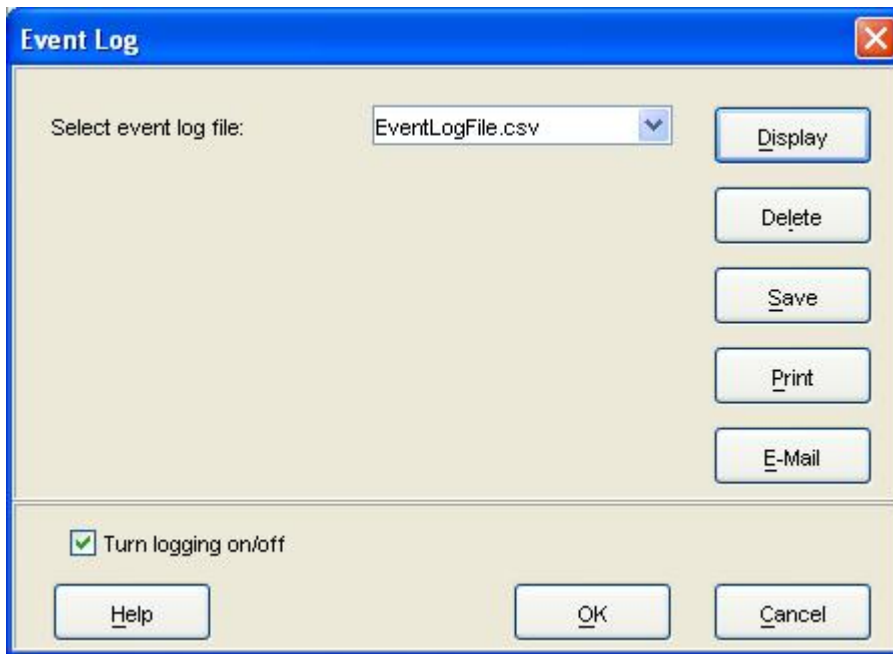 Event Log
Select event log file: EventLogFile.csv
Display
Delete
Save
Print
E-Mail
Turn logging on/off
Help OK Cancel